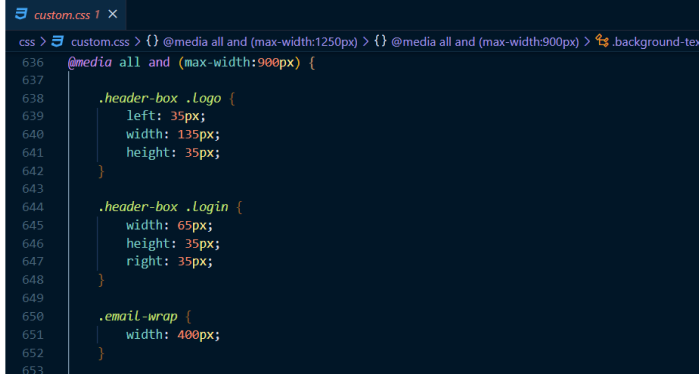 custom.css 1 ×
css > custom.css > {} @media all and (max-width:1250px) > {} @media all and (max-width:900px) > .background-tex
636 @media all and (max-width:900px) {
637
638 .header-box .logo {
639 left: 35px;
640 width: 135px;
641 height: 35px;
642 }
643
644 .header-box .login {
645 width: 65px;
646 height: 35px;
647 right: 35px;
648 }
649
650 .email-wrap {
651 width: 400px;
652 }
653